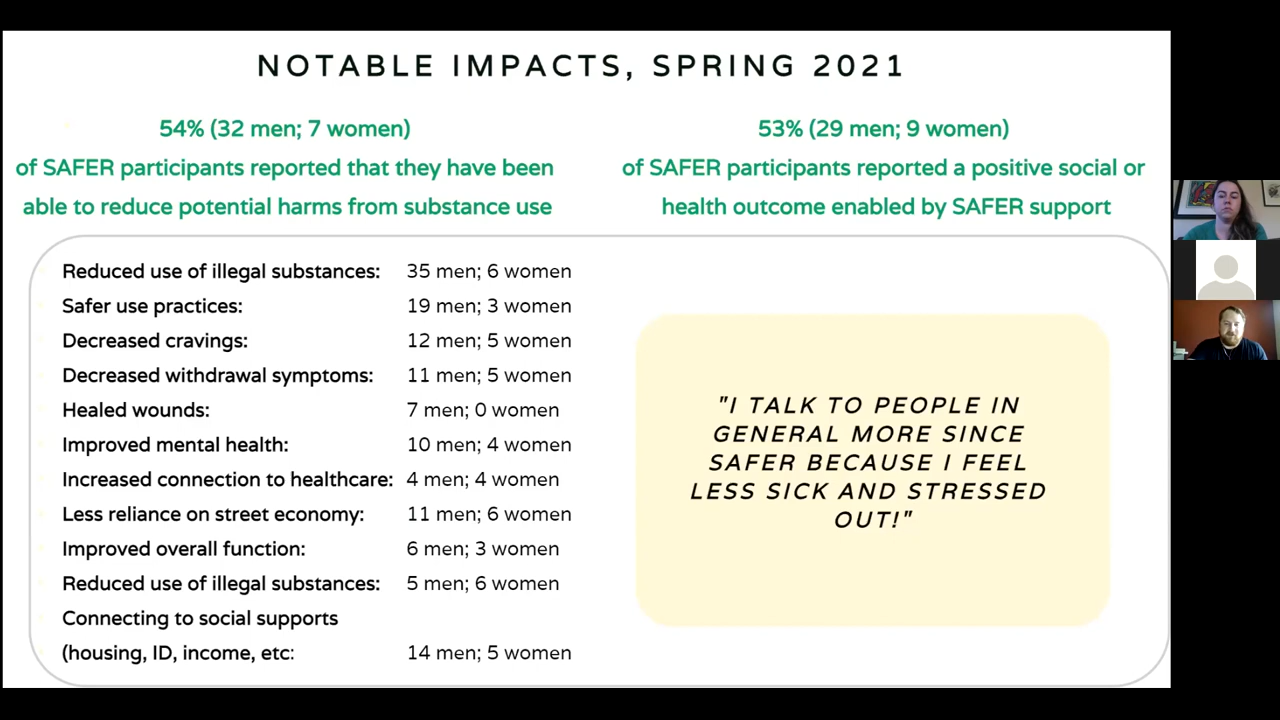 NOTABLE IMPACTS, SPRING 2021
54% (32 men; 7 women)
of SAFER participants reported that they have been
able to reduce potential harms from substance use
53% (29 men; 9 women)
of SAFER participants reported a positive social or
health outcome enabled by SAFER support
Reduced use of illegal substances: 35 men; 6 women
Safer use practices: 19 men; 3 women
Decreased cravings: 12 men; 5 women
Decreased withdrawal symptoms: 11 men; 5 women
Healed wounds: 7 men; 0 women
Improved mental health: 10 men; 4 women
Increased connection to healthcare: 4 men; 4 women
Less reliance on street economy: 11 men; 6 women
Improved overall function: 6 men; 3 women
Reduced use of illegal substances: 5 men; 6 women
Connecting to social supports
(housing, ID, income, etc: 14 men; 5 women
"I TALK TO PEOPLE IN
GENERAL MORE SINCE
SAFER BECAUSE I FEEL
LESS SICK AND STRESSED
OUT!"